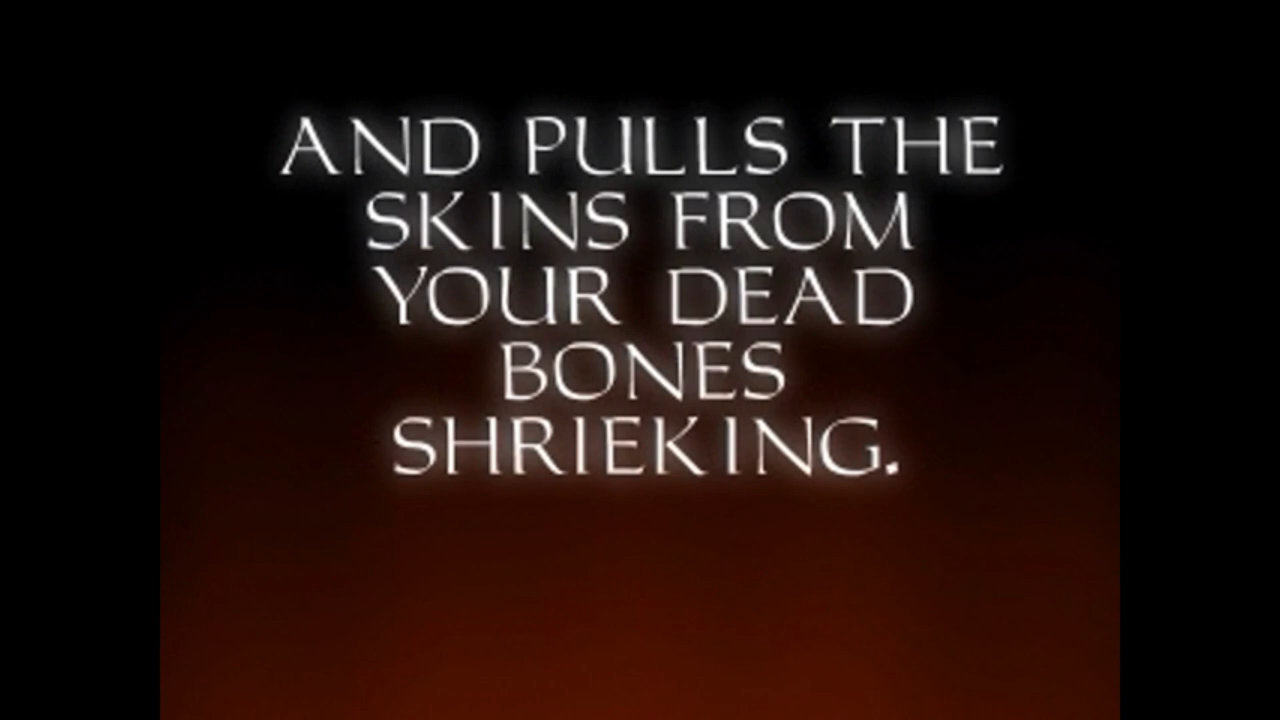 AND PULLS THE
SKINS FROM
YOUR DEAD
BONES
SHRIEKING.